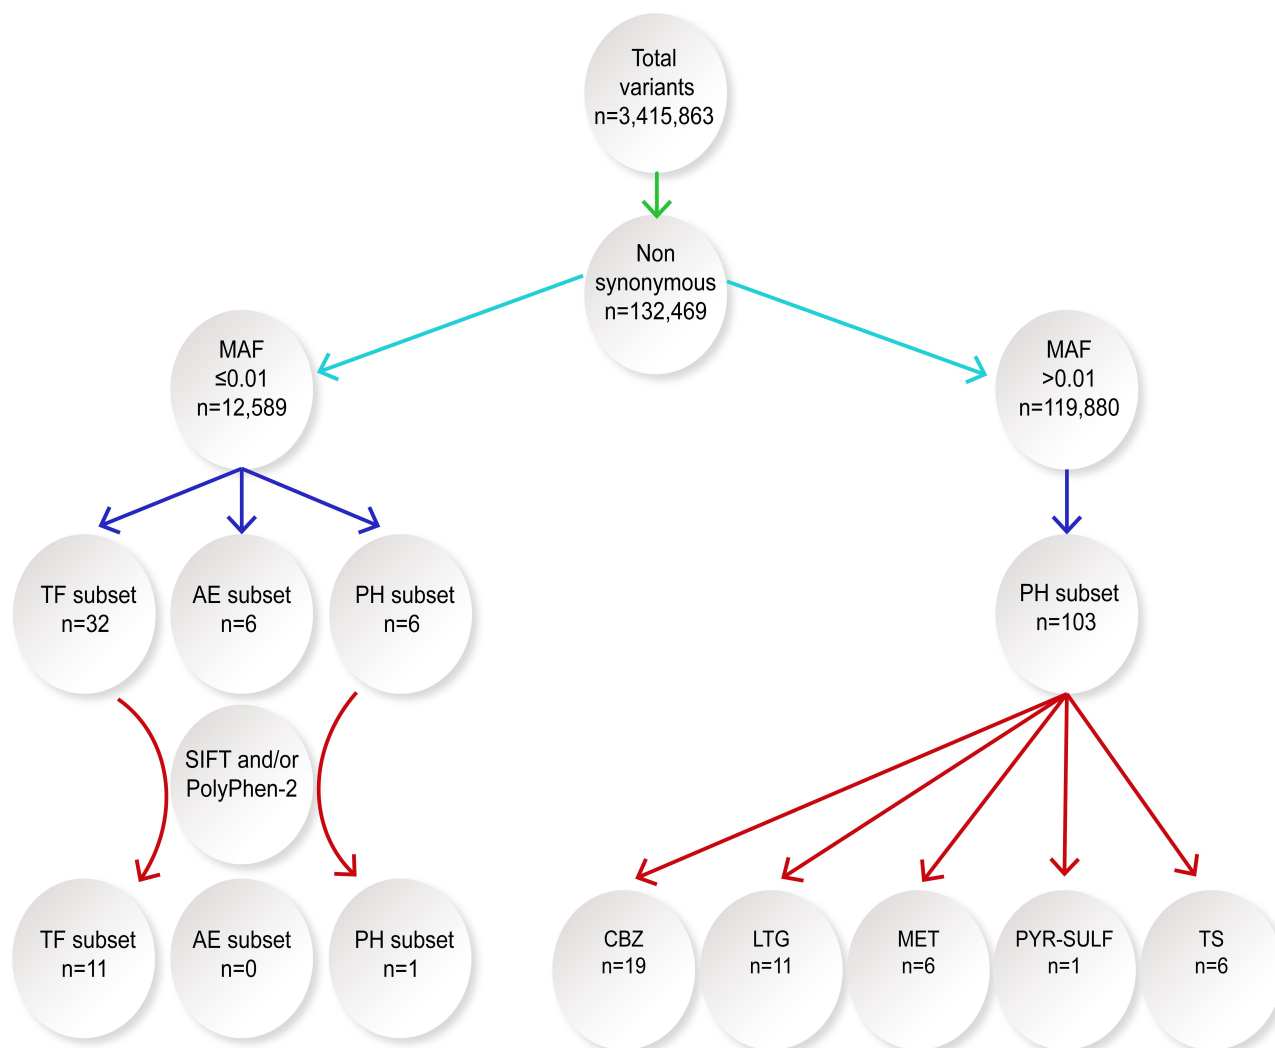 Total
variants
n=3,415,863
Non
synonymous
n=132,469
MAF
≤0.01
n=12,589
MAF
>0.01
n=119,880
TF subset
n=32
AE subset
n=6
PH subset
n=6
PH subset
n=103
SIFT and/or
PolyPhen-2
TF subset
n=11
AE subset
n=0
PH subset
n=1
CBZ
n=19
LTG
n=11
MET
n=6
PYR-SULF
n=1
TS
n=6